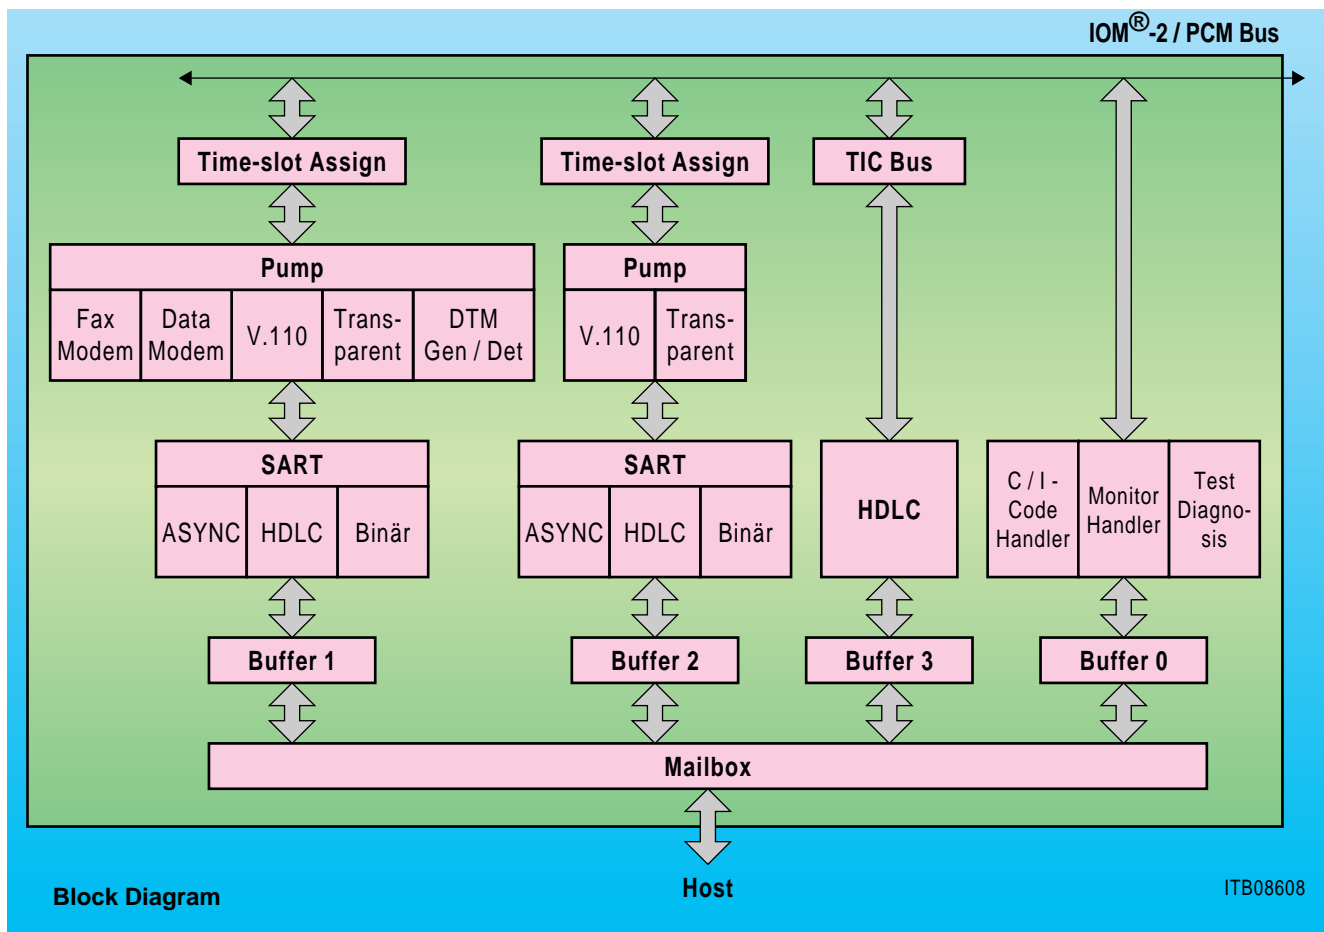 IOM®-2 / PCM Bus
Time-slot Assign
Time-slot Assign
TIC Bus
Pump
Fax
Modem
Data
Modem
V.110
Trans-
parent
DTM
Gen / Det
Pump
V.110
Trans-
parent
SART
ASYNC
HDLC
Binär
SART
ASYNC
HDLC
Binär
HDLC
C / I -
Code
Handler
Monitor
Handler
Test
Diagno-
sis
Buffer 1
Buffer 2
Buffer 3
Buffer 0
Mailbox
Host
Block Diagram
ITB08608